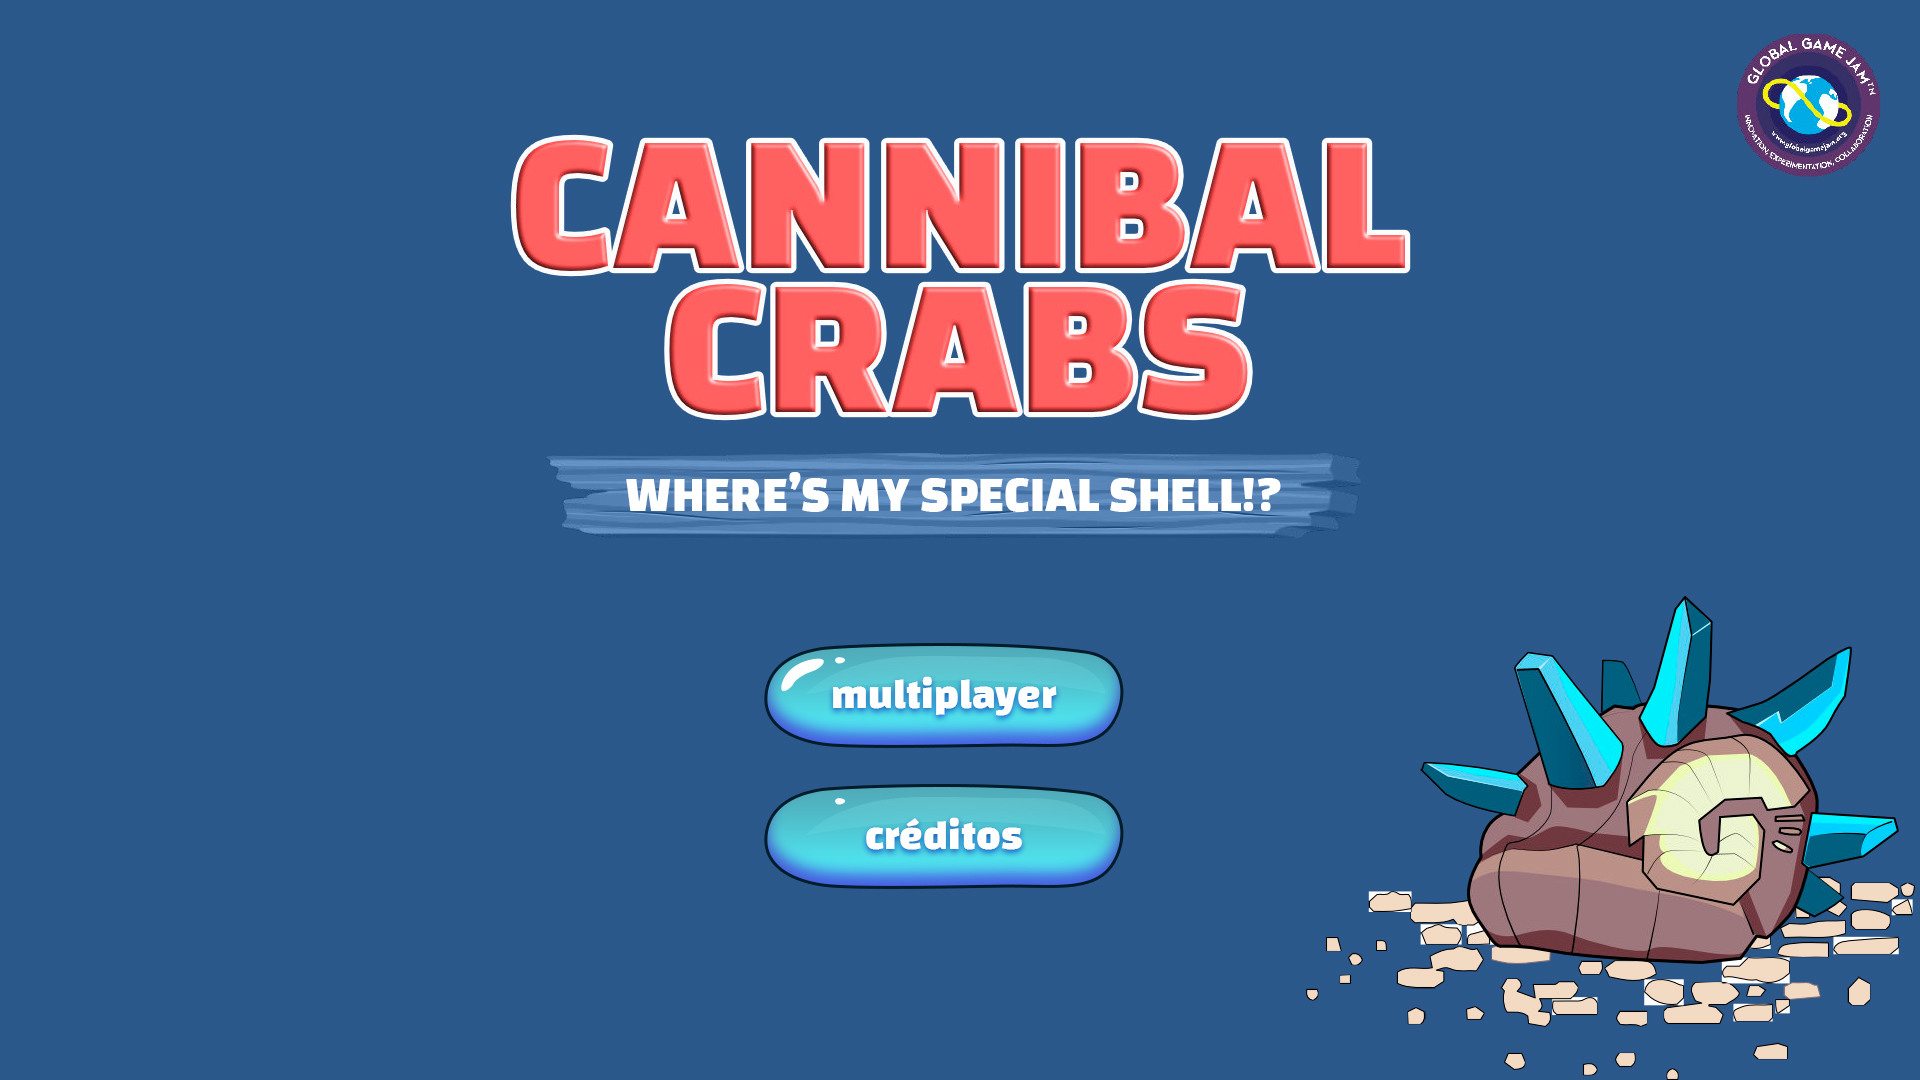 GLOBAL GAME JAM™
www.globalgamejam.org
INNOVATION, EXPERIMENTATION, COLLABORATION
CANNIBAL
CRABS
WHERE'S MY SPECIAL SHELL!?
multiplayer
créditos